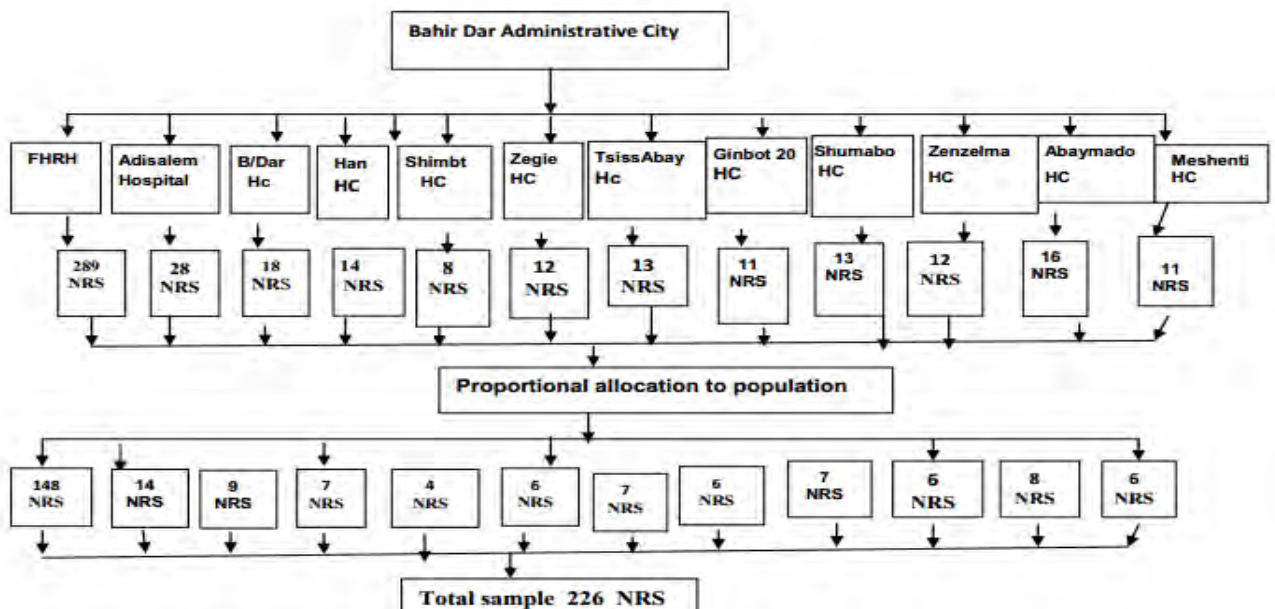 Bahir Dar Administrative City
FHRH
Adisalem
Hospital
B/Dar
Hc
Han
HC
Shimbt
HC
Zegie
HC
TsissAbay
Hc
Ginbot 20
HC
Shumabo
HC
Zenzelma
HC
Abaymado
HC
Meshenti
HC
289
NRS
28
NRS
18
NRS
14
NRS
8
NRS
12
NRS
13
NRS
11
NRS
13
NRS
12
NRS
16
NRS
11
NRS
Proportional allocation to population
148
NRS
14
NRS
9
NRS
7
NRS
4
NRS
6
NRS
7
NRS
6
NRS
7
NRS
6
NRS
8
NRS
6
NRS
Total sample 226 NRS